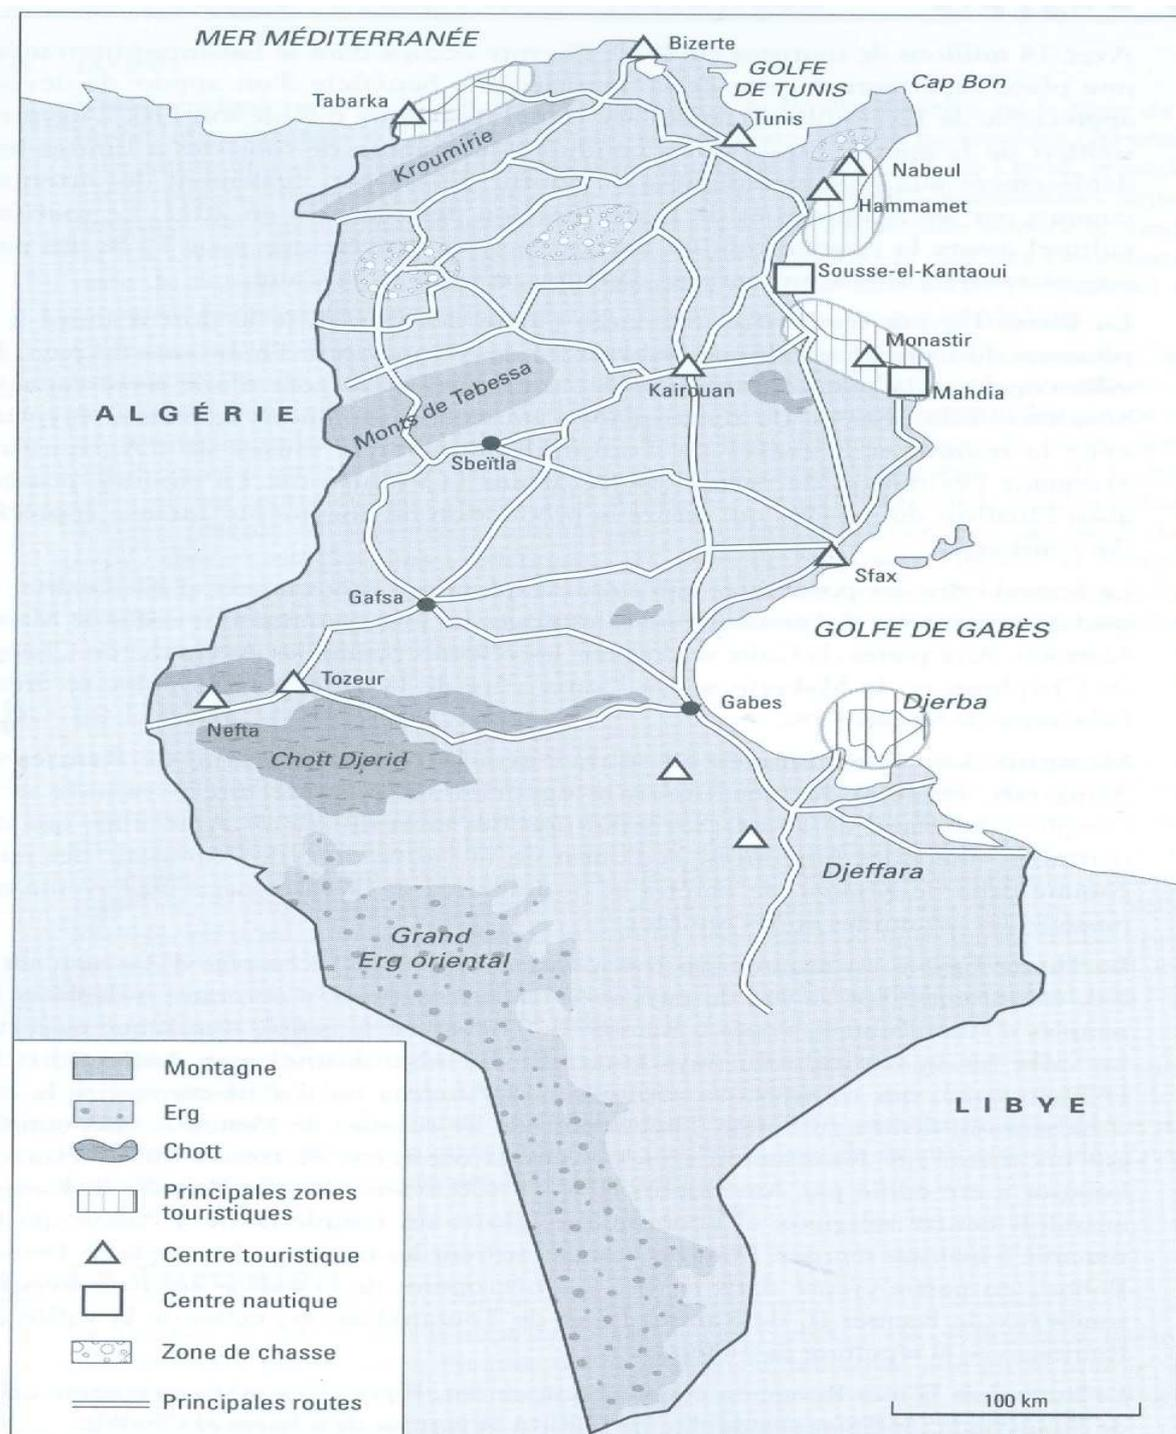 MER MÉDITERRANÉE
Bizerte
GOLFE
DE TUNIS
Cap Bon
Tabarka
Tunis
Kroumirie
Nabeul
Hammamet
Sousse-el-Kantaoui
Monastir
Mahdia
Kairouan
Monts de Tebessa
ALGÉRIE
Sbeïtla
Sfax
Gafsa
GOLFE DE GABÈS
Tozeur
Nefta
Gabes
Djerba
Chott Djerid
Djeffara
Grand
Erg oriental
LIBYE
Montagne
Erg
Chott
Principales zones
touristiques
Centre touristique
Centre nautique
Zone de chasse
Principales routes
100 km